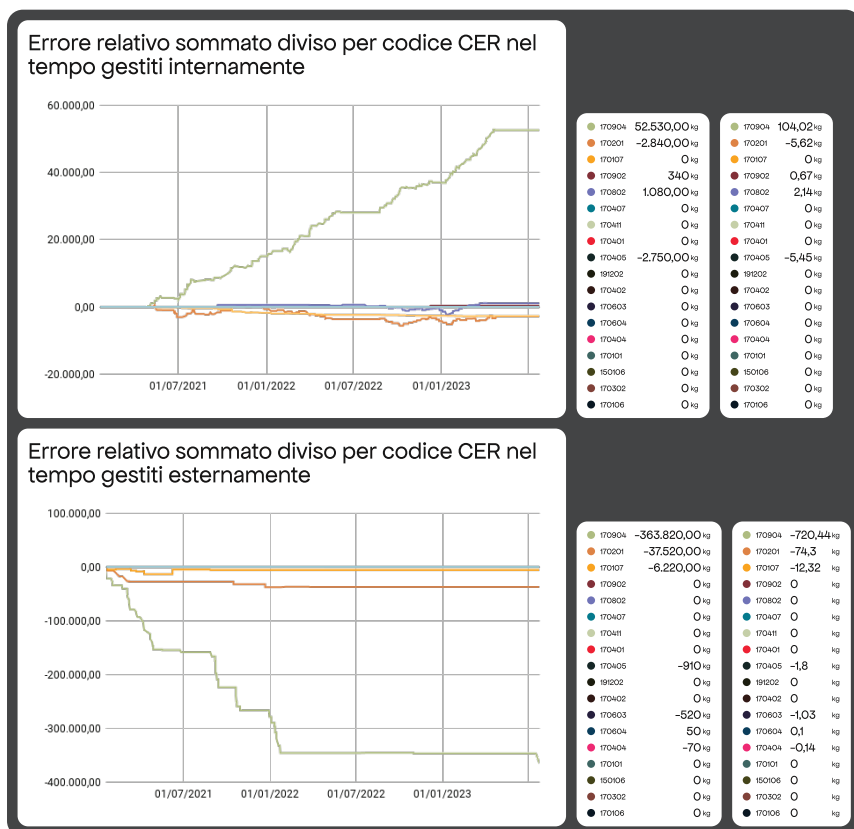 Errore relativo sommato diviso per codice CER nel
tempo gestiti internamente
60.000,00
40.000,00
20.000,00
0,00
-20.000,00
01/07/2021 01/01/2022 01/07/2022 01/01/2023
170904 52.530,00 kg
170201 -2.840,00 kg
170107 0 kg
170902 340 kg
170802 1.080,00 kg
170407 0 kg
170411 0 kg
170401 0 kg
170405 -2.750,00 kg
191202 0 kg
170402 0 kg
170603 0 kg
170604 0 kg
170404 0 kg
170101 0 kg
150106 0 kg
170302 0 kg
170106 0 kg
170904 104,02 kg
170201 -5,62 kg
170107 0 kg
170902 0,67 kg
170802 2,14 kg
170407 0 kg
170411 0 kg
170401 0 kg
170405 -5,45 kg
191202 0 kg
170402 0 kg
170603 0 kg
170604 0 kg
170404 0 kg
170101 0 kg
150106 0 kg
170302 0 kg
170106 0 kg
Errore relativo sommato diviso per codice CER nel
tempo gestiti esternamente
100.000,00
0,00
-100.000,00
-200.000,00
-300.000,00
-400.000,00
01/07/2021 01/01/2022 01/07/2022 01/01/2023
170904 -363.820,00 kg
170201 -37.520,00 kg
170107 -6.220,00 kg
170902 0 kg
170802 0 kg
170407 0 kg
170411 0 kg
170401 0 kg
170405 -910 kg
191202 0 kg
170402 0 kg
170603 -520 kg
170604 50 kg
170404 -70 kg
170101 0 kg
150106 0 kg
170302 0 kg
170106 0 kg
170904 -720,44 kg
170201 -74,3 kg
170107 -12,32 kg
170902 0 kg
170802 0 kg
170407 0 kg
170411 0 kg
170401 0 kg
170405 -1,8 kg
191202 0 kg
170402 0 kg
170603 -1,03 kg
170604 0,1 kg
170404 -0,14 kg
170101 0 kg
150106 0 kg
170302 0 kg
170106 0 kg